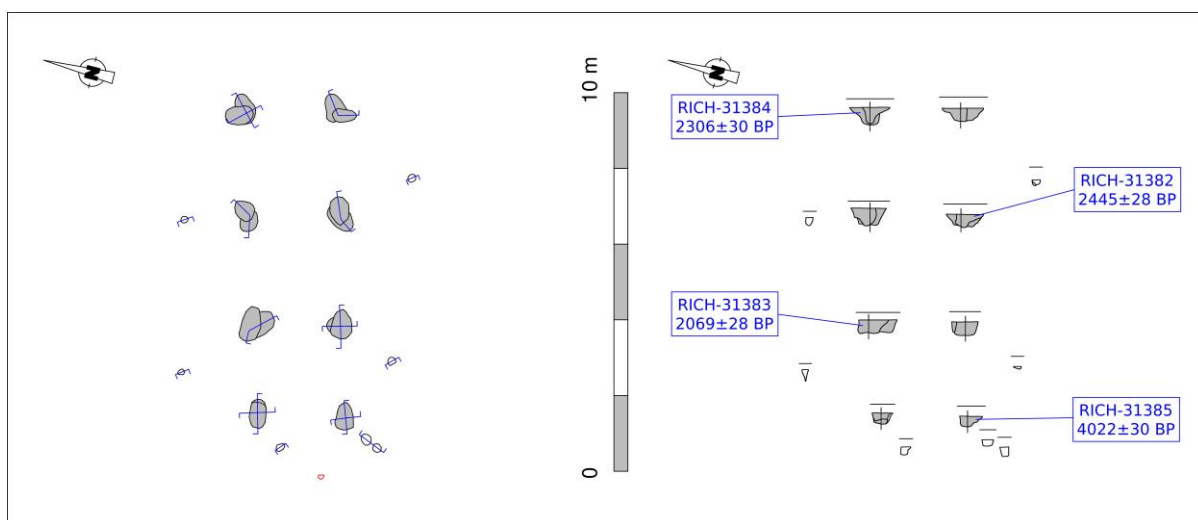 N
10 m
0
N
RICH-31384
2306±30 BP
RICH-31382
2445±28 BP
RICH-31383
2069±28 BP
RICH-31385
4022±30 BP